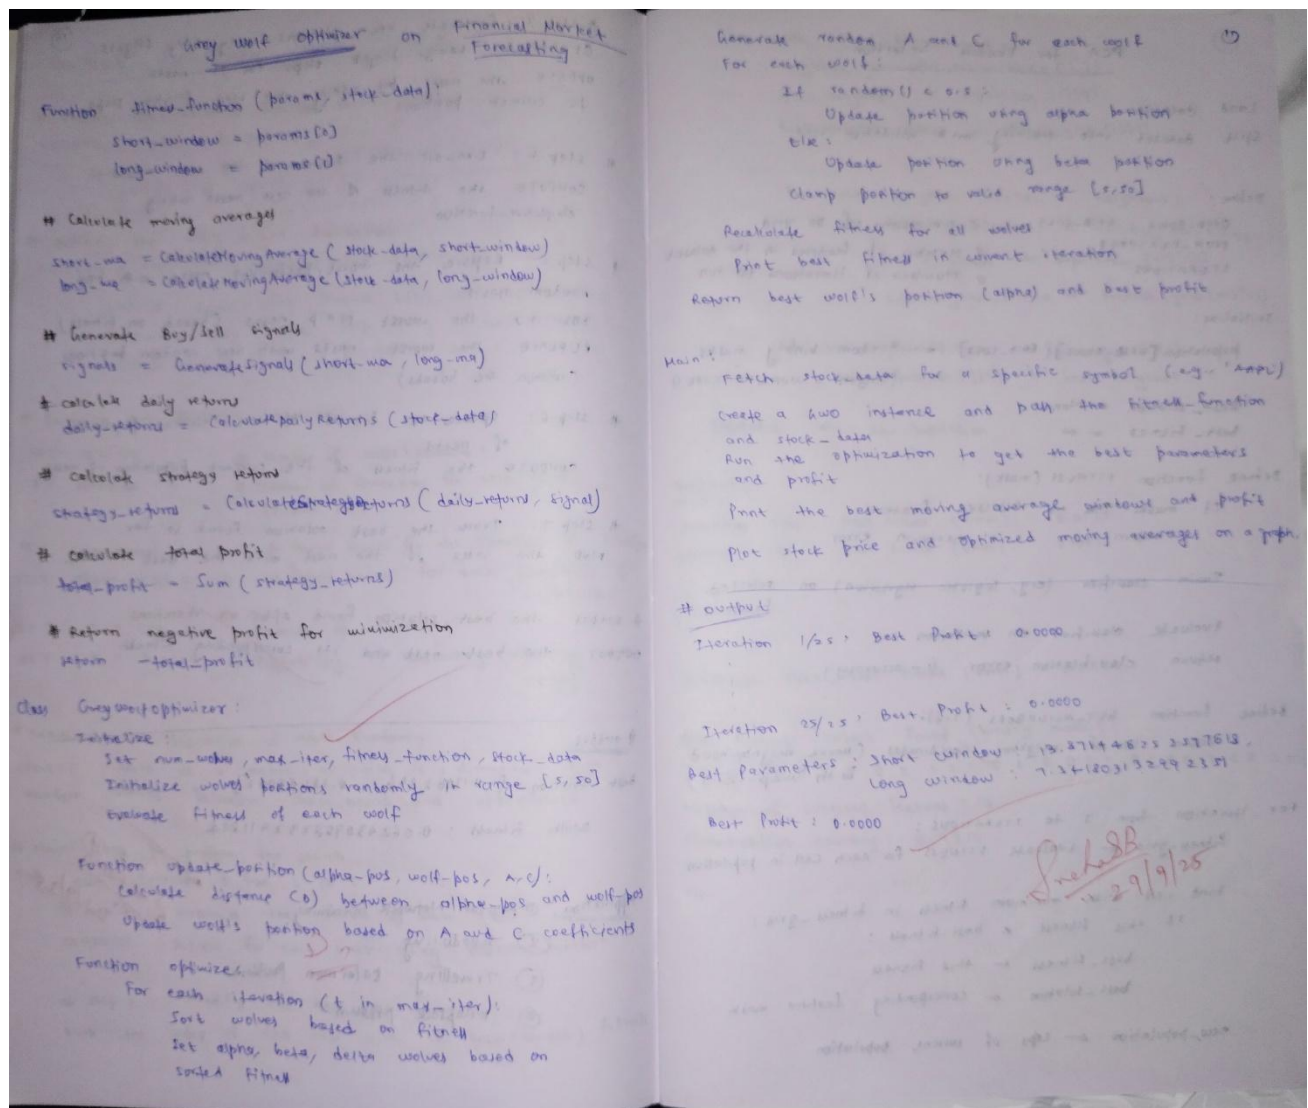 Grey Wolf Optimizer on Financial Market
Forecasting
Function fitness_function (params, stock_data):
short_window = params[0]
long_window = params[1]
# Calculate moving averages
short_ma = CalculateMovingAverage (stock_data, short_window)
long_ma = CalculateMovingAverage (stock_data, long_window)
# Generate Buy/Sell signals
signals = GenerateSignals (short_ma, long_ma)
# calculate daily returns
daily_returns = CalculateDailyReturns (stock_data)
# calculate strategy returns
strategy_returns = CalculateStrategyReturns (daily_returns, signal)
# calculate total profit
total_profit = Sum (strategy_returns)
# Return negative profit for minimization
return -total_profit
Class GreyWolfOptimizer:
Initialize:
Set num_wolves, max_iter, fitness_function, stock_data
Initialize wolves' positions randomly in range [5, 50]
Evaluate fitness of each wolf
Function update_position (alpha-pos, wolf-pos, A, C):
Calculate distance (D) between alpha-pos and wolf-pos
Update wolf's position based on A and C coefficients
Function optimize:
For each iteration (t in max_iter):
Sort wolves based on fitness
Set alpha, beta, delta wolves based on
sorted fitness
Generate random A and C for each wolf
For each wolf:
If random() < 0.5:
Update position using alpha position
Else:
Update position using beta position
Clamp position to valid range [5,50]
Recalculate fitness for all wolves
Print best fitness in current iteration
Return best wolf's position (alpha) and best profit
Main:
Fetch stock_data for a specific symbol (eg. 'AAPL')
Create a GWO instance and pass the fitness_function
and stock_data
Run the optimization to get the best parameters
and profit
Print the best moving average windows and profit
Plot stock price and optimized moving averages on a graph.
# Output
Iteration 1/25, Best Profit: 0.0000
Iteration 25/25, Best Profit: 0.0000
Best Parameters: Short window:
Long window:
Best Profit: 0.0000
29/9/25